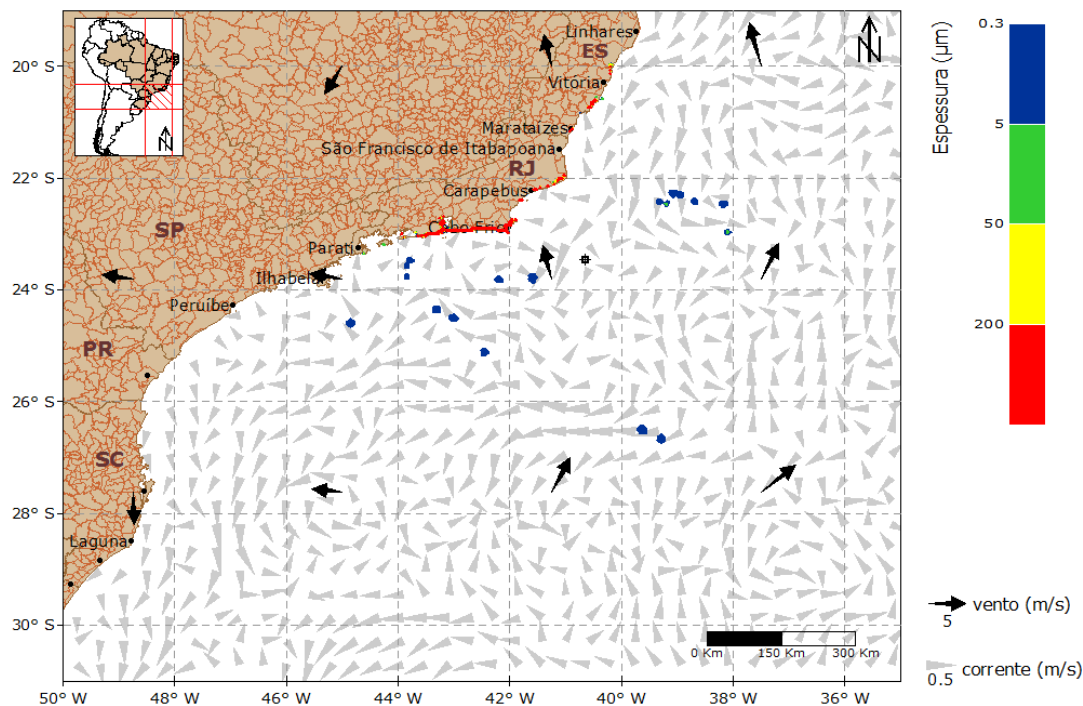 Linhares
ES
Vitória
Marataízes
São Francisco de Itabapoana
RJ
Carapebus
Cabo Frio
SP
Parati
Ilhabela
Peruíbe
PR
SC
Laguna
N
N
20° S
22° S
24° S
26° S
28° S
30° S
50° W
48° W
46° W
44° W
42° W
40° W
38° W
36° W
0 Km
150 Km
300 Km
Espessura (µm)
0.3
5
50
200
vento (m/s)
5
corrente (m/s)
0.5